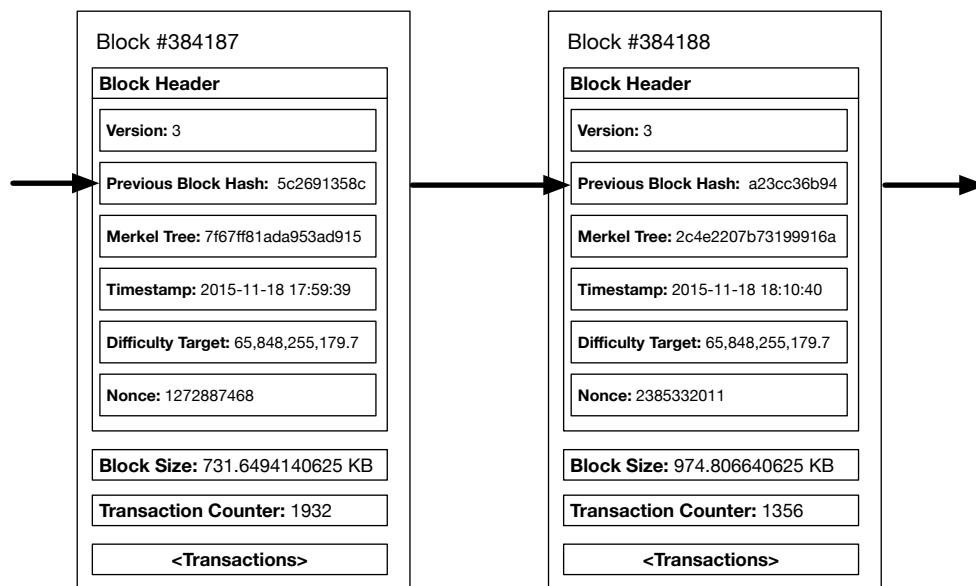 Block #384187
Block Header
Version: 3
Previous Block Hash: 5c2691358c
Merkel Tree: 7f67ff81ada953ad915
Timestamp: 2015-11-18 17:59:39
Difficulty Target: 65,848,255,179.7
Nonce: 1272887468
Block Size: 731.6494140625 KB
Transaction Counter: 1932
<Transactions>
Block #384188
Block Header
Version: 3
Previous Block Hash: a23cc36b94
Merkel Tree: 2c4e2207b73199916a
Timestamp: 2015-11-18 18:10:40
Difficulty Target: 65,848,255,179.7
Nonce: 2385332011
Block Size: 974.806640625 KB
Transaction Counter: 1356
<Transactions>